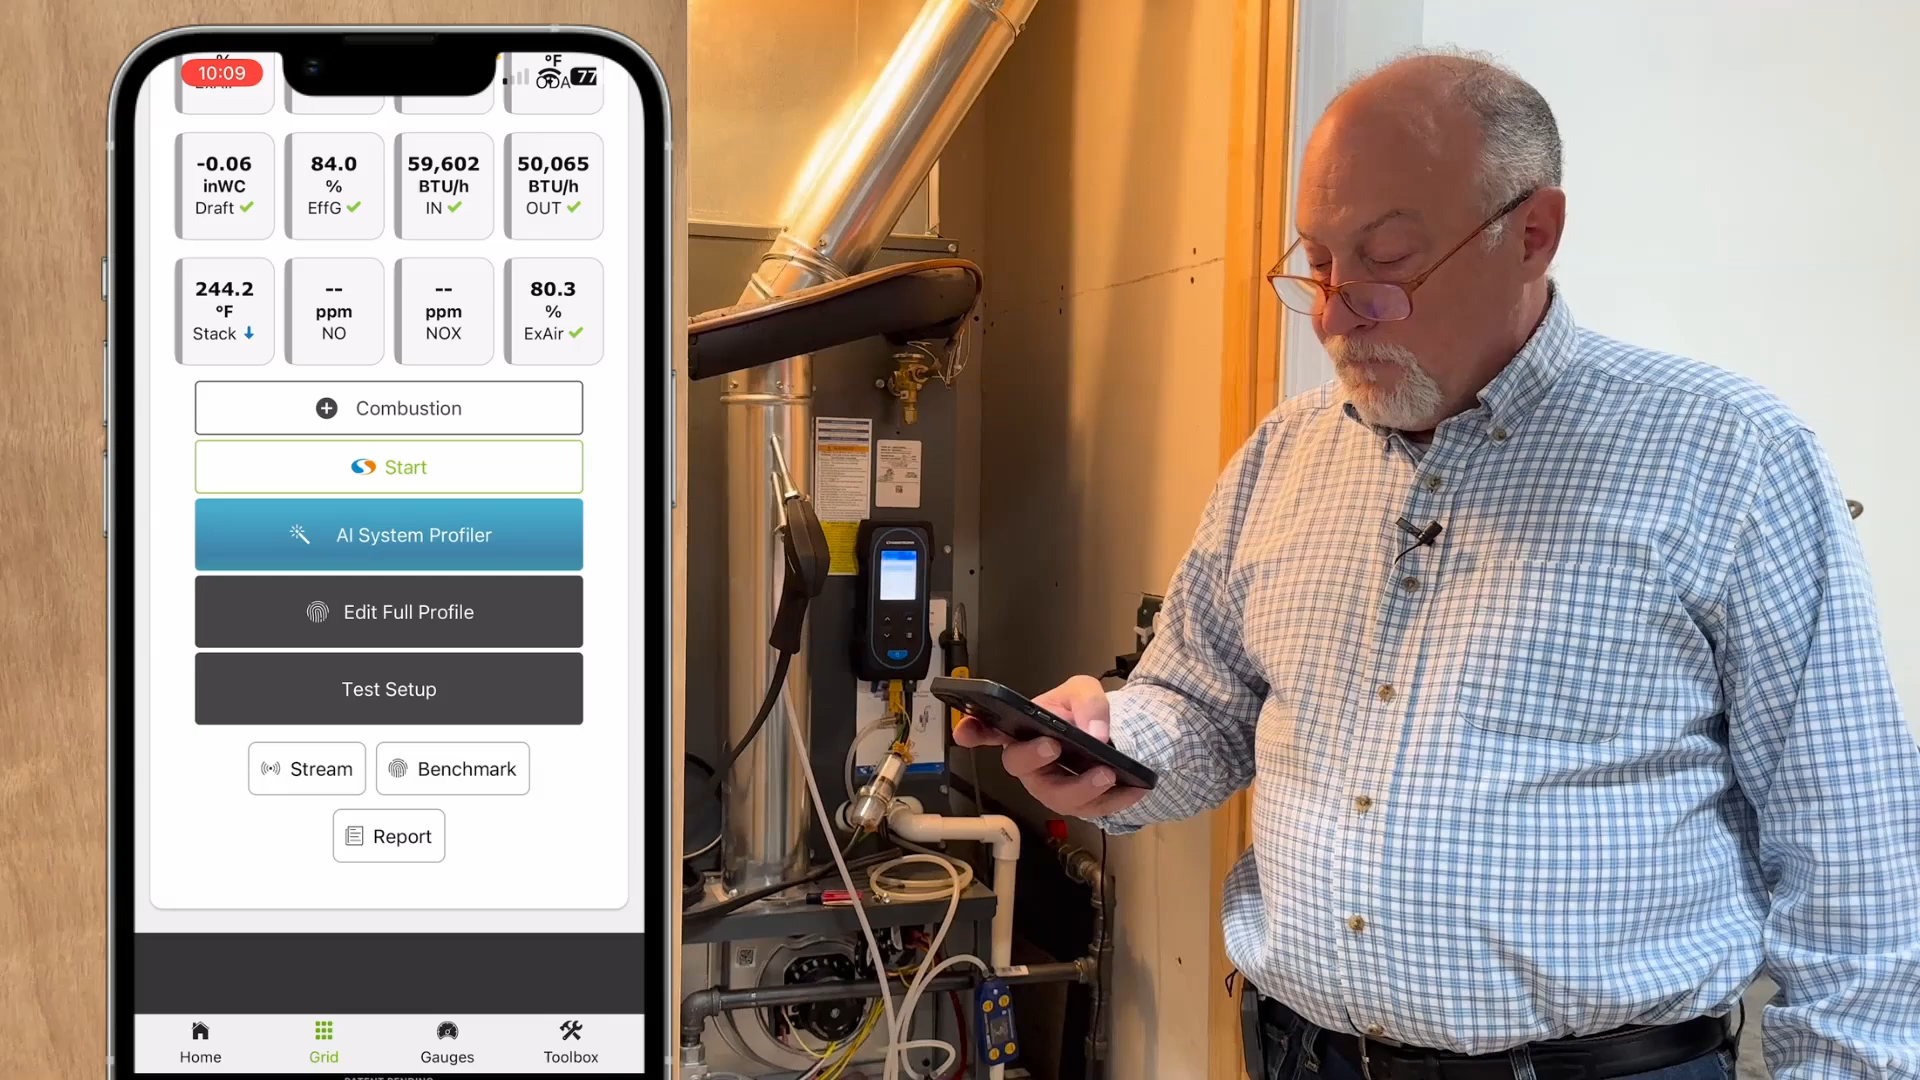 10:09
°F
ODA
77
-0.06
inWC
Draft
84.0
%
EffG
59,602
BTU/h
IN
50,065
BTU/h
OUT
244.2
°F
Stack
--
ppm
NO
--
ppm
NOX
80.3
%
ExAir
Combustion
Start
AI System Profiler
Edit Full Profile
Test Setup
Stream
Benchmark
Report
Home
Grid
Gauges
Toolbox